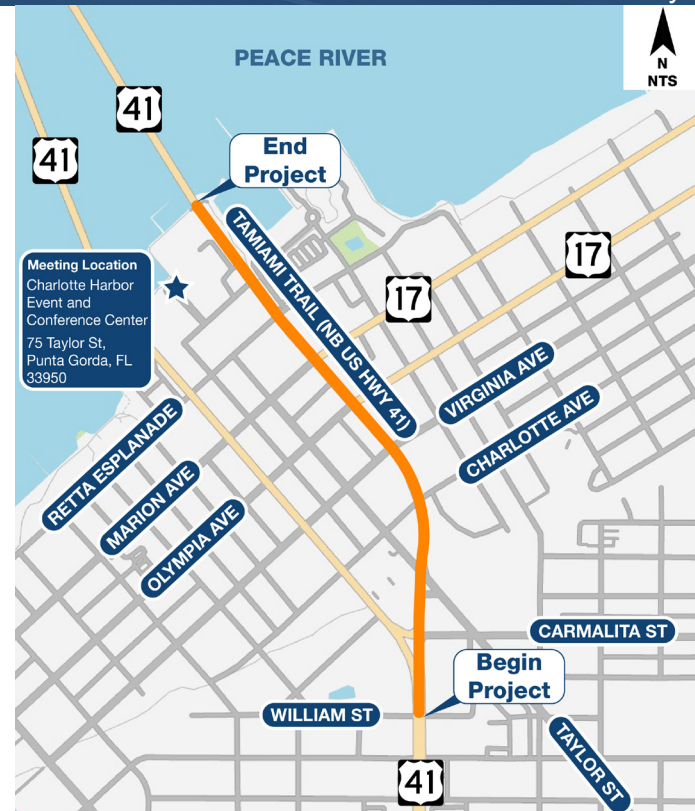 PEACE RIVER
N
NTS
41
41
End
Project
TAMIAMI TRAIL (NB US HWY 41)
17
17
Meeting Location
Charlotte Harbor
Event and
Conference Center
75 Taylor St,
Punta Gorda, FL
33950
VIRGINIA AVE
CHARLOTTE AVE
RETTA ESPLANADE
MARION AVE
OLYMPIA AVE
CARMALITA ST
Begin
Project
WILLIAM ST
TAYLOR ST
41